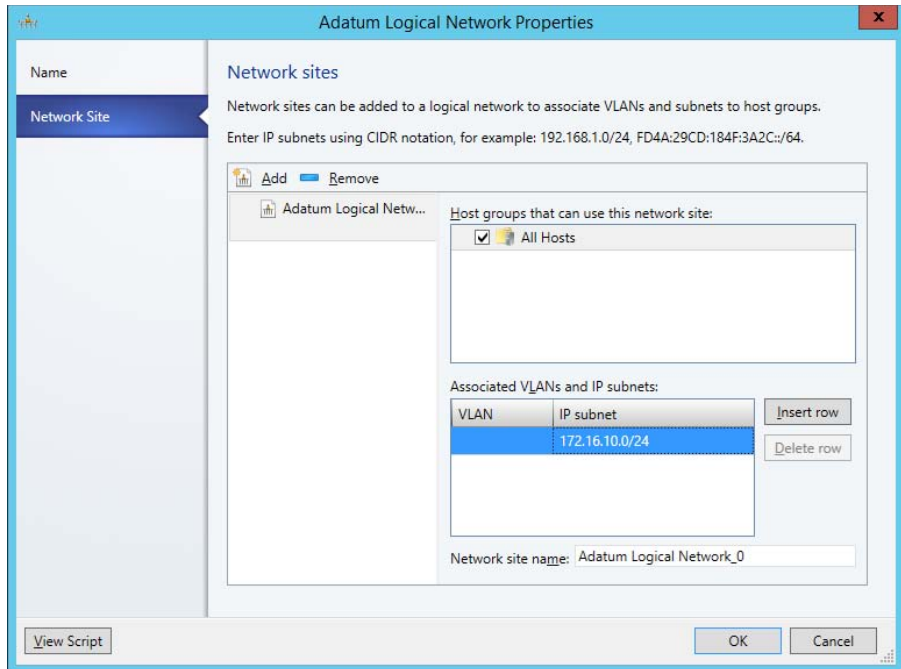 Adatum Logical Network Properties
x
Name
Network Site
Network sites
Network sites can be added to a logical network to associate VLANs and subnets to host groups.
Enter IP subnets using CIDR notation, for example: 192.168.1.0/24, FD4A:29CD:184F:3A2C::/64.
Add Remove
Adatum Logical Netw...
Host groups that can use this network site:
All Hosts
Associated VLANs and IP subnets:
VLAN IP subnet
172.16.10.0/24
Insert row
Delete row
Network site name: Adatum Logical Network_0
View Script
OK Cancel